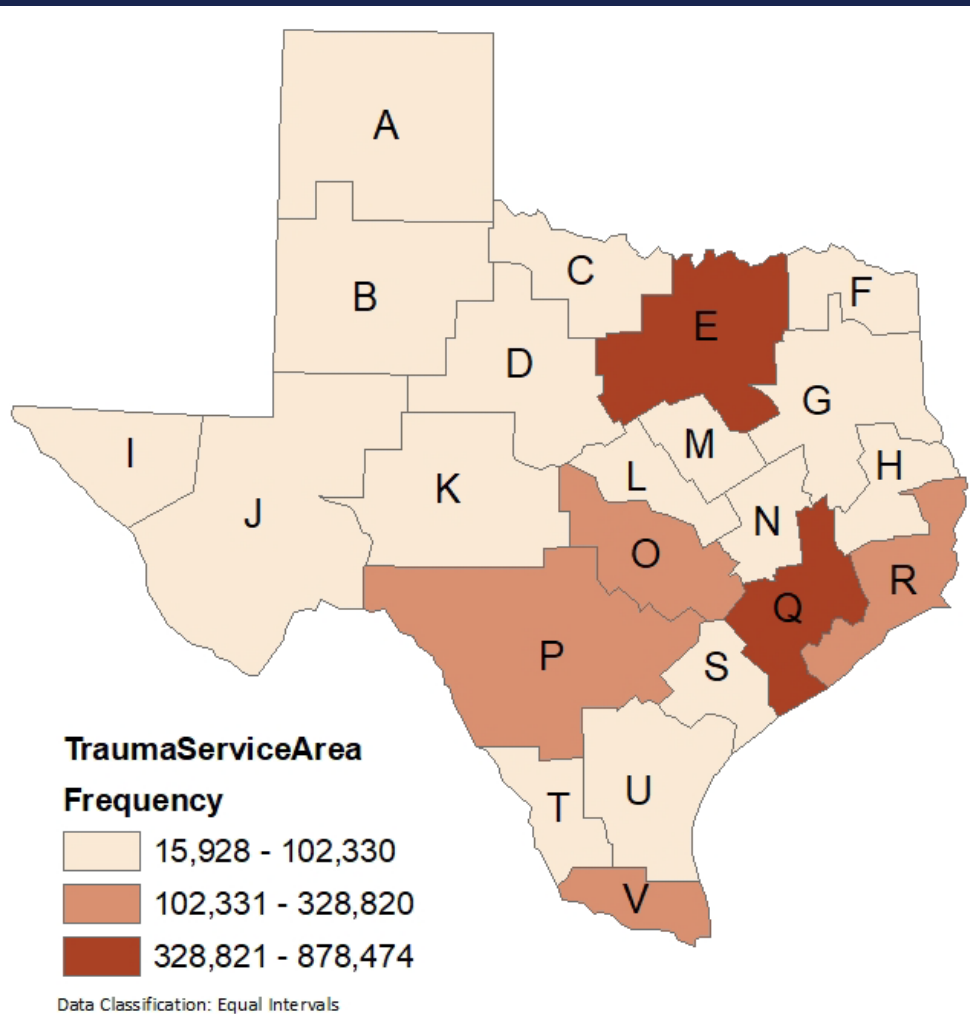 A
B
C
D
E
F
G
H
I
J
K
L
M
N
O
P
Q
R
S
T
U
V
TraumaServiceArea
Frequency
15,928 - 102,330
102,331 - 328,820
328,821 - 878,474
Data Classification: Equal Intervals